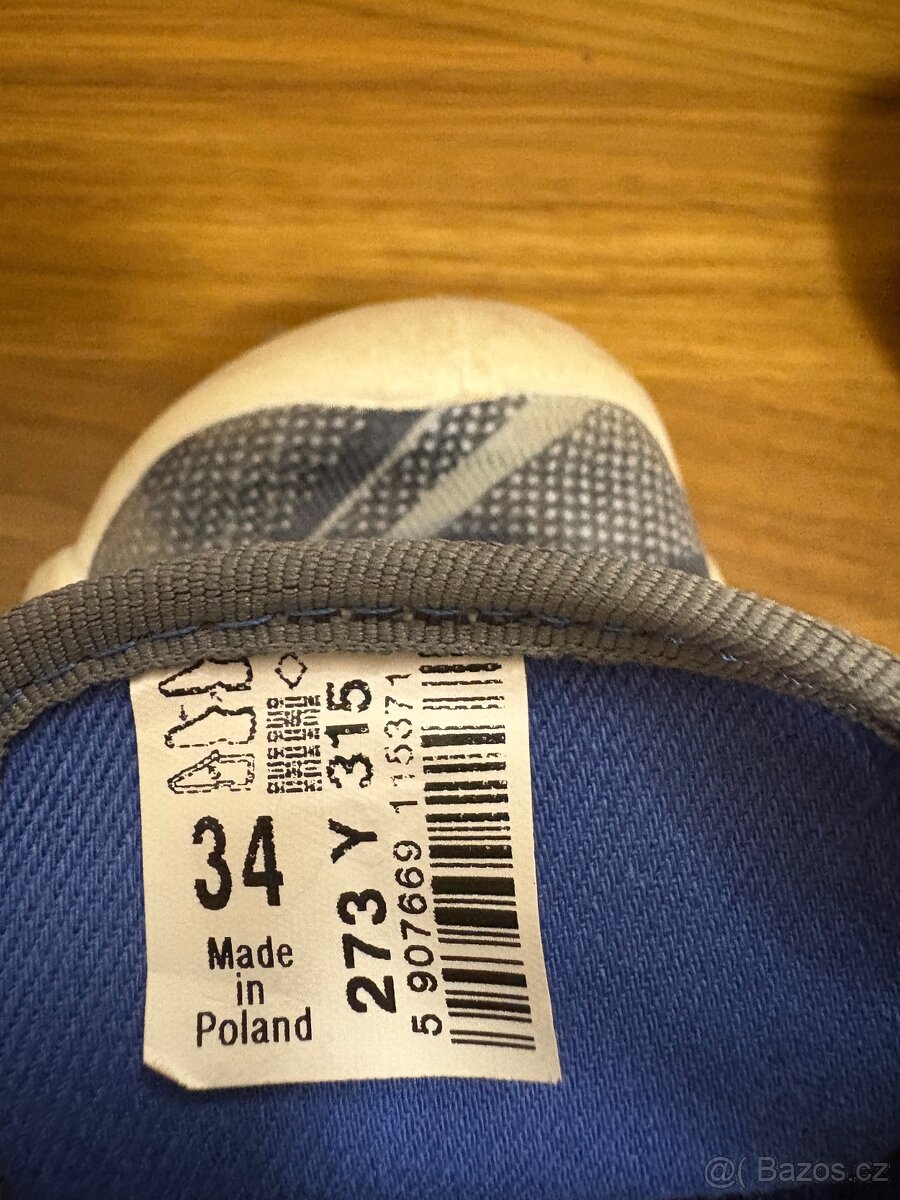 34
Made
in
Poland
273 Y 315
5 907669 115371
@( Bazos.cz